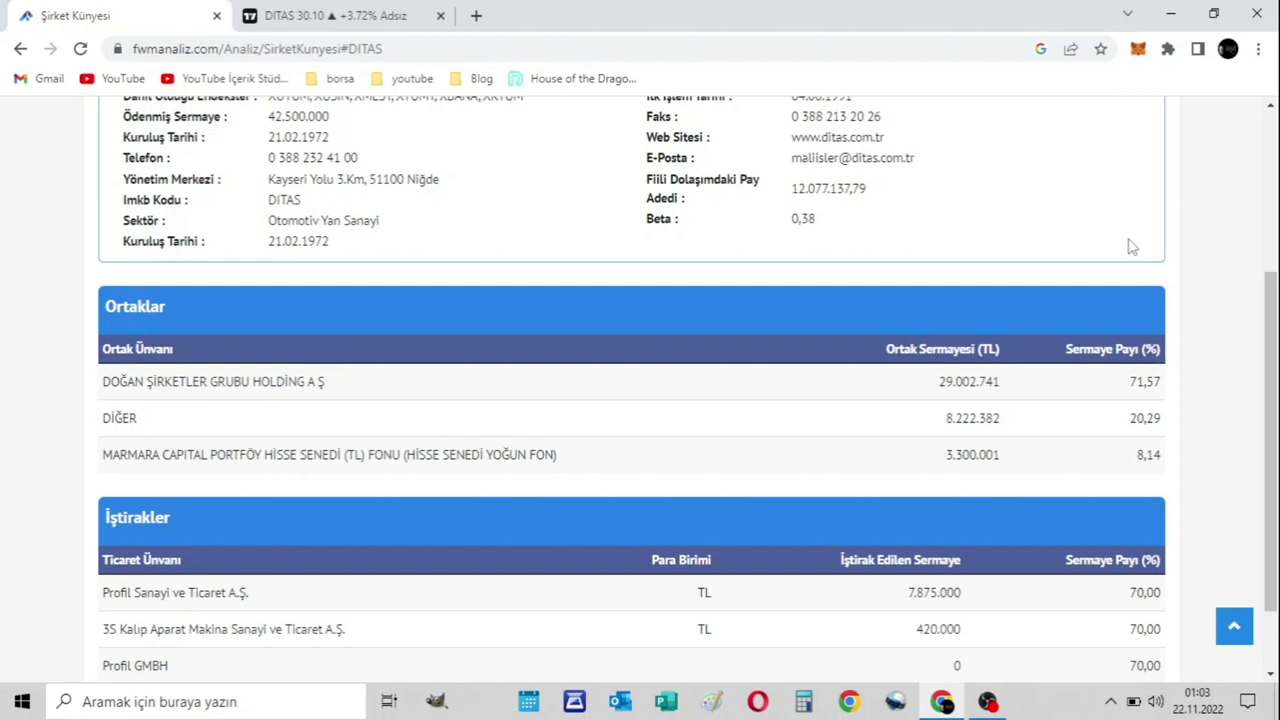 Şirket Künyesi
DITAS 30.10 ▲ +3.72% Adsız
fwmanaliz.com/Analiz/SirketKunyesi#DITAS
Gmail YouTube YouTube İçerik Stüd... borsa youtube Blog House of the Drago...
Ödenmiş Sermaye : 42.500.000 Faks : 0 388 213 20 26
Kuruluş Tarihi : 21.02.1972 Web Sitesi : www.ditas.com.tr
Telefon : 0 388 232 41 00 E-Posta : maliisler@ditas.com.tr
Yönetim Merkezi : Kayseri Yolu 3.Km, 51100 Niğde Fiili Dolaşımdaki Pay
Adedi : 12.077.137,79
Imkb Kodu : DITAS
Sektör : Otomotiv Yan Sanayi Beta : 0,38
Kuruluş Tarihi : 21.02.1972
Ortaklar
Ortak Ünvanı Ortak Sermayesi (TL) Sermaye Payı (%)
DOĞAN ŞİRKETLER GRUBU HOLDİNG A Ş 29.002.741 71,57
DİĞER 8.222.382 20,29
MARMARA CAPITAL PORTFÖY HİSSE SENEDİ (TL) FONU (HİSSE SENEDİ YOĞUN FON) 3.300.001 8,14
İştirakler
Ticaret Ünvanı Para Birimi İştirak Edilen Sermaye Sermaye Payı (%)
Profil Sanayi ve Ticaret A.Ş. TL 7.875.000 70,00
3S Kalıp Aparat Makina Sanayi ve Ticaret A.Ş. TL 420.000 70,00
Profil GMBH 0 70,00
Aramak için buraya yazın
01:03
22.11.2022